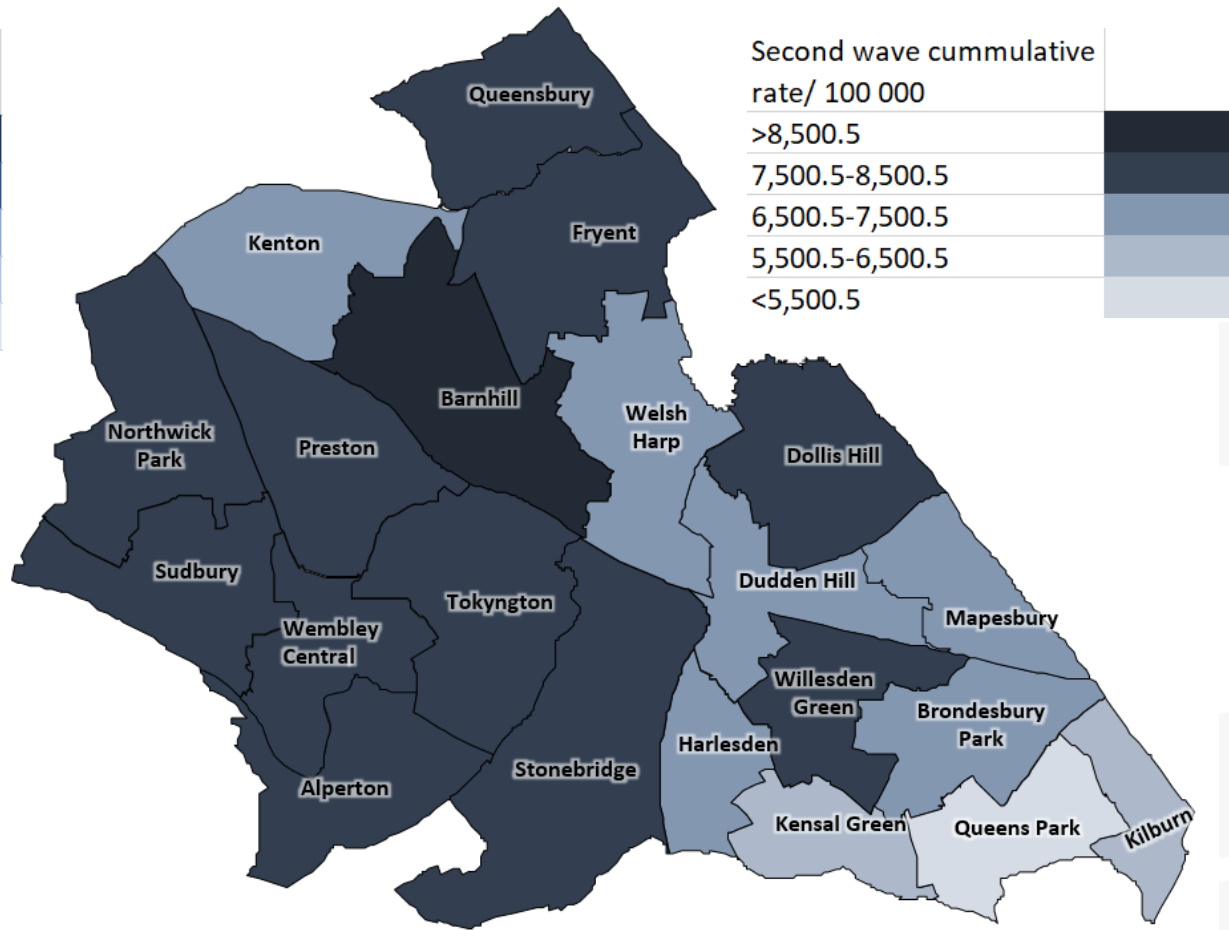 Second wave cummulative
rate/ 100 000
>8,500.5
7,500.5-8,500.5
6,500.5-7,500.5
5,500.5-6,500.5
<5,500.5
Queensbury
Fryent
Kenton
Barnhill
Welsh
Harp
Northwick
Park
Preston
Dollis Hill
Sudbury
Dudden Hill
Tokyngton
Mapesbury
Wembley
Central
Willesden
Green
Brondesbury
Park
Harlesden
Stonebridge
Alperton
Kensal Green
Queens Park
Kilburn